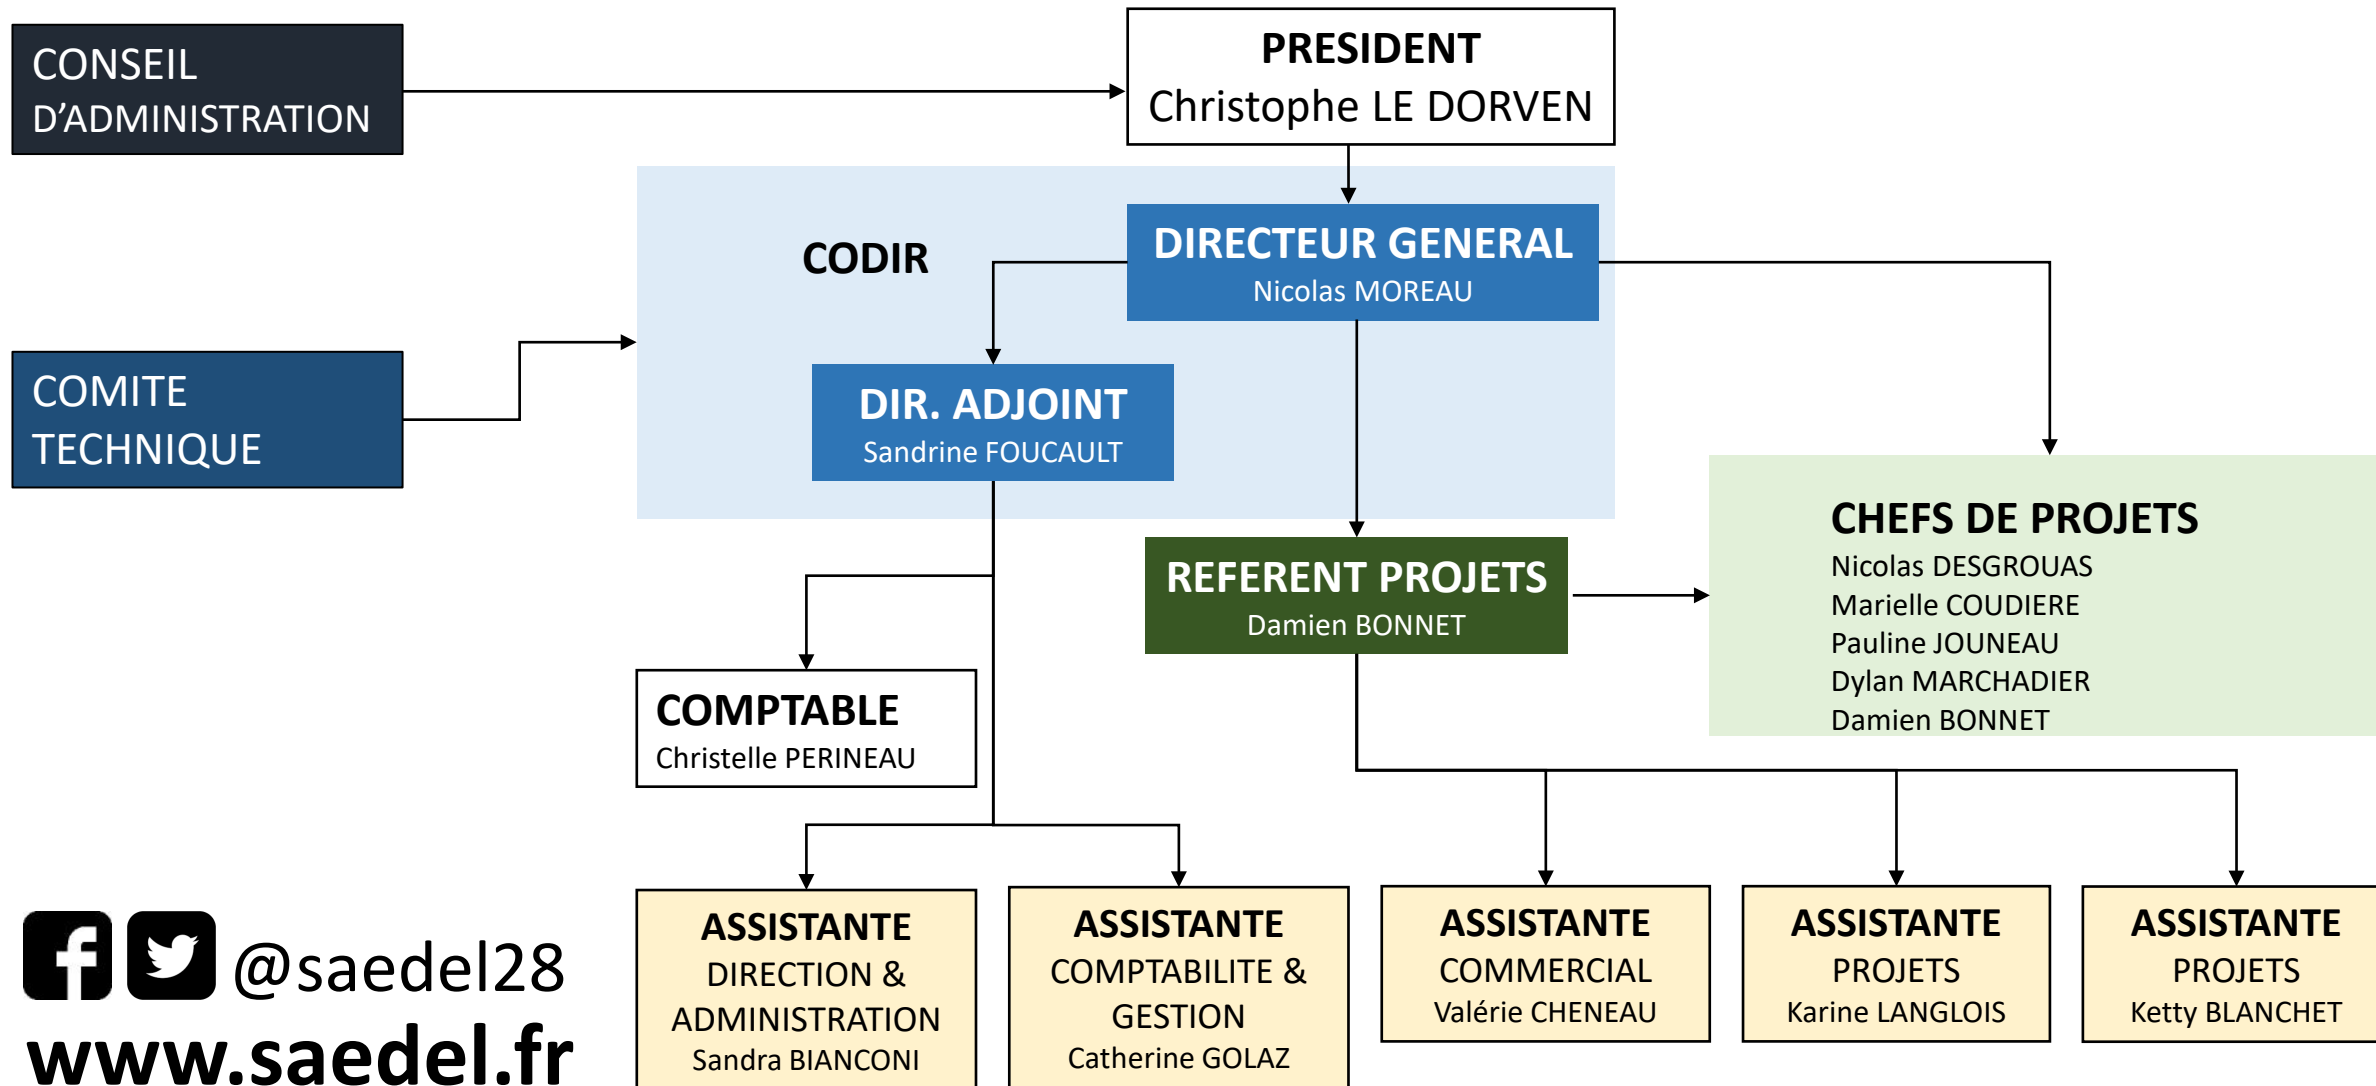 CONSEIL
D’ADMINISTRATION
PRESIDENT
Christophe LE DORVEN
CODIR
DIRECTEUR GENERAL
Nicolas MOREAU
COMITE
TECHNIQUE
DIR. ADJOINT
Sandrine FOUCAULT
REFERENT PROJETS
Damien BONNET
CHEFS DE PROJETS
Nicolas DESGROUAS
Marielle COUDIERE
Pauline JOUNEAU
Dylan MARCHADIER
Damien BONNET
COMPTABLE
Christelle PERINEAU
ASSISTANTE
DIRECTION &
ADMINISTRATION
Sandra BIANCONI
ASSISTANTE
COMPTABILITE &
GESTION
Catherine GOLAZ
ASSISTANTE
COMMERCIAL
Valérie CHENEAU
ASSISTANTE
PROJETS
Karine LANGLOIS
ASSISTANTE
PROJETS
Ketty BLANCHET
@saedel28
www.saedel.fr